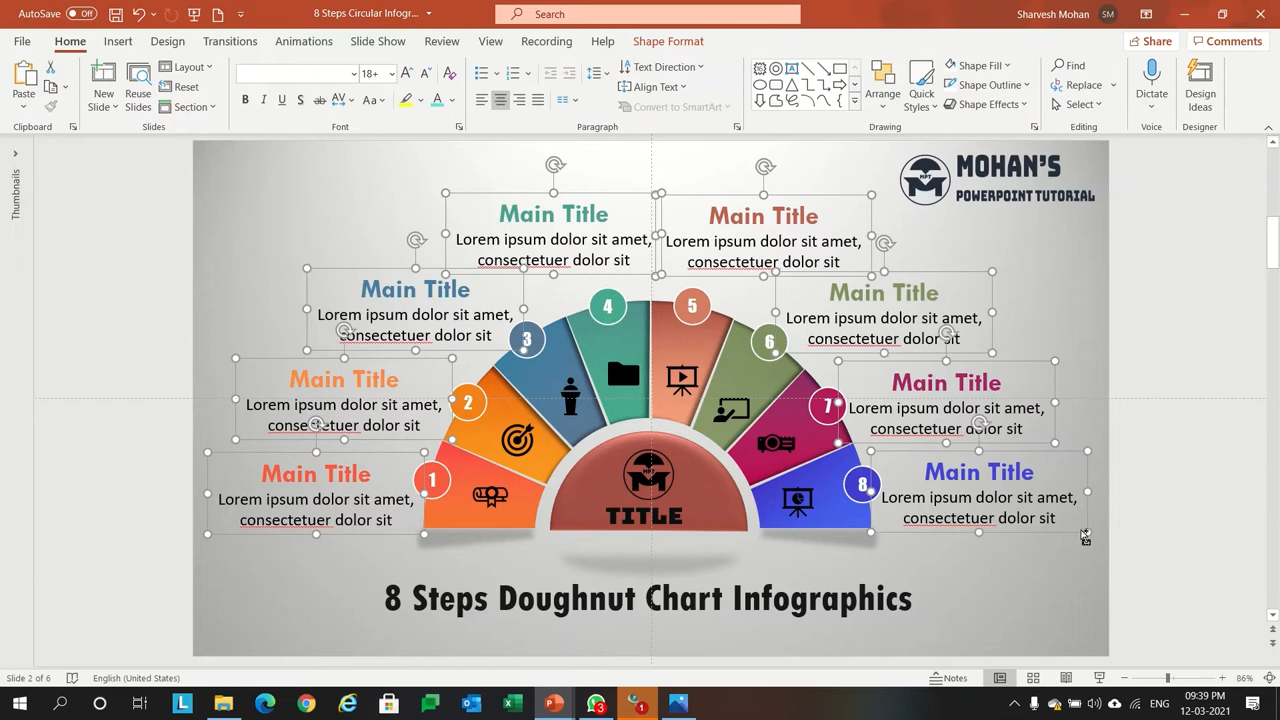 AutoSave Off
8 Steps Circular Infogr...
Search
Sharvesh Mohan SM
File Home Insert Draw Design Transitions Animations Slide Show Review View Recording Help Shape Format
Share Comments
Paste
New Slide
Reuse Slides
Layout
Reset
Section
18+
B I U S ab AV Aa A
Text Direction
Align Text
Convert to SmartArt
Arrange
Quick Styles
Shape Fill
Shape Outline
Shape Effects
Find
Replace
Select
Dictate
Design Ideas
Clipboard Slides Font Paragraph Drawing Editing Voice Designer
Thumbnails
MOHAN'S
POWERPOINT TUTORIAL
MPT
Main Title
Lorem ipsum dolor sit amet,
consectetuer dolor sit
Main Title
Lorem ipsum dolor sit amet,
consectetuer dolor sit
Main Title
Lorem ipsum dolor sit amet,
consectetuer dolor sit
Main Title
Lorem ipsum dolor sit amet,
consectetuer dolor sit
Main Title
Lorem ipsum dolor sit amet,
consectetuer dolor sit
Main Title
Lorem ipsum dolor sit amet,
consectetuer dolor sit
Main Title
Lorem ipsum dolor sit amet,
consectetuer dolor sit
Main Title
Lorem ipsum dolor sit amet,
consectetuer dolor sit
4
5
3
6
2
7
1
8
MPT
TITLE
8 Steps Doughnut Chart Infographics
Slide 2 of 6
English (United States)
Notes
86%
3
1
ENG
09:39 PM
12-03-2021